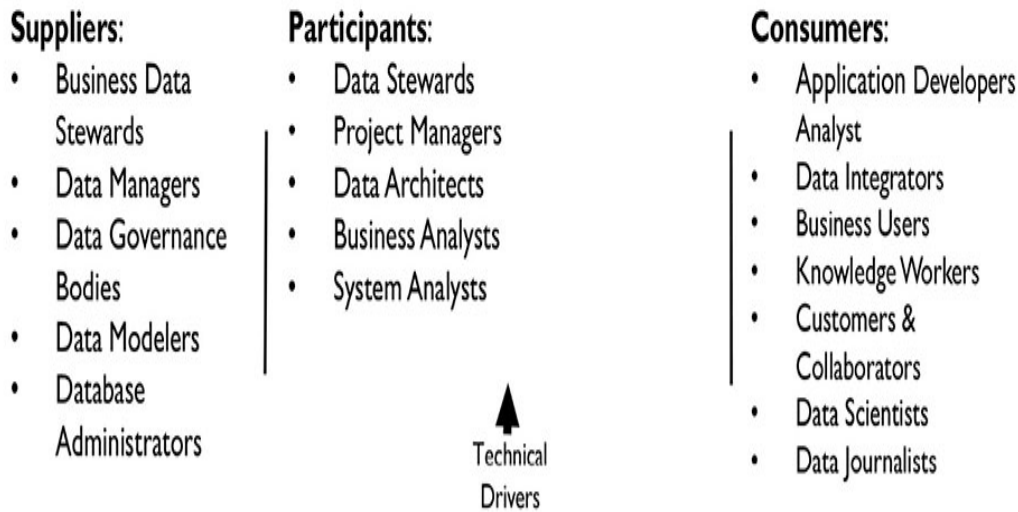 Suppliers:
• Business Data
Stewards
• Data Managers
• Data Governance
Bodies
• Data Modelers
• Database
Administrators
Participants:
• Data Stewards
• Project Managers
• Data Architects
• Business Analysts
• System Analysts
Consumers:
• Application Developers
Analyst
• Data Integrators
• Business Users
• Knowledge Workers
• Customers &
Collaborators
• Data Scientists
• Data Journalists
Technical
Drivers